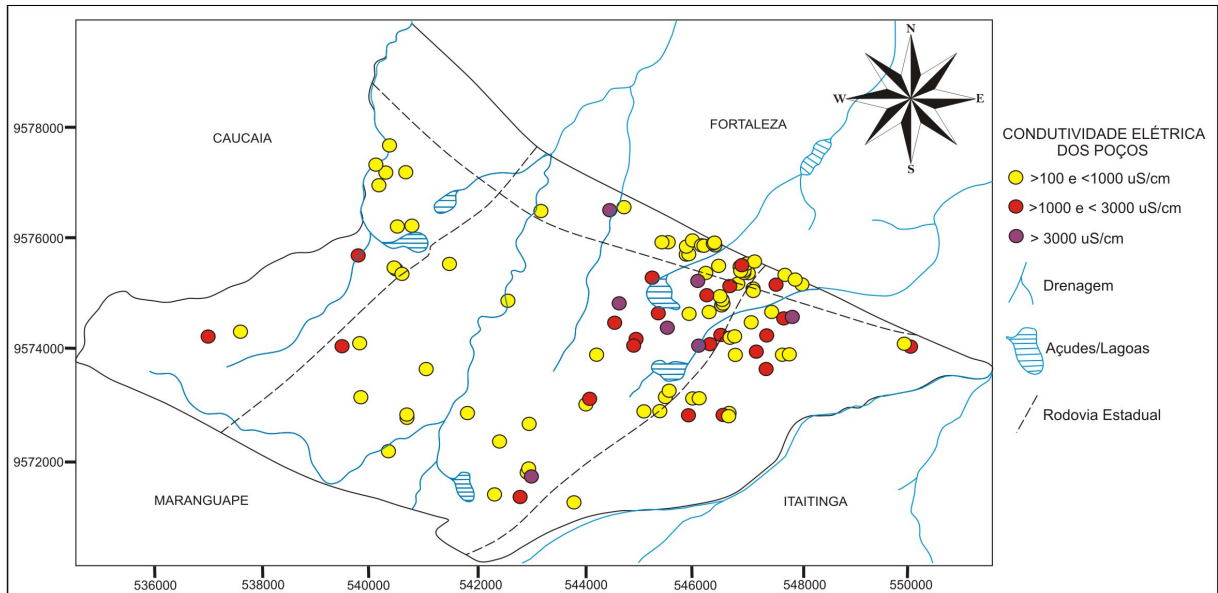 N
W
E
S
CAUCAIA
FORTALEZA
MARANGUAPE
ITAITINGA
9578000
9576000
9574000
9572000
536000
538000
540000
542000
544000
546000
548000
550000
CONDUTIVIDADE ELÉTRICA
DOS POÇOS
>100 e <1000 uS/cm
>1000 e < 3000 uS/cm
> 3000 uS/cm
Drenagem
Açudes/Lagoas
Rodovia Estadual